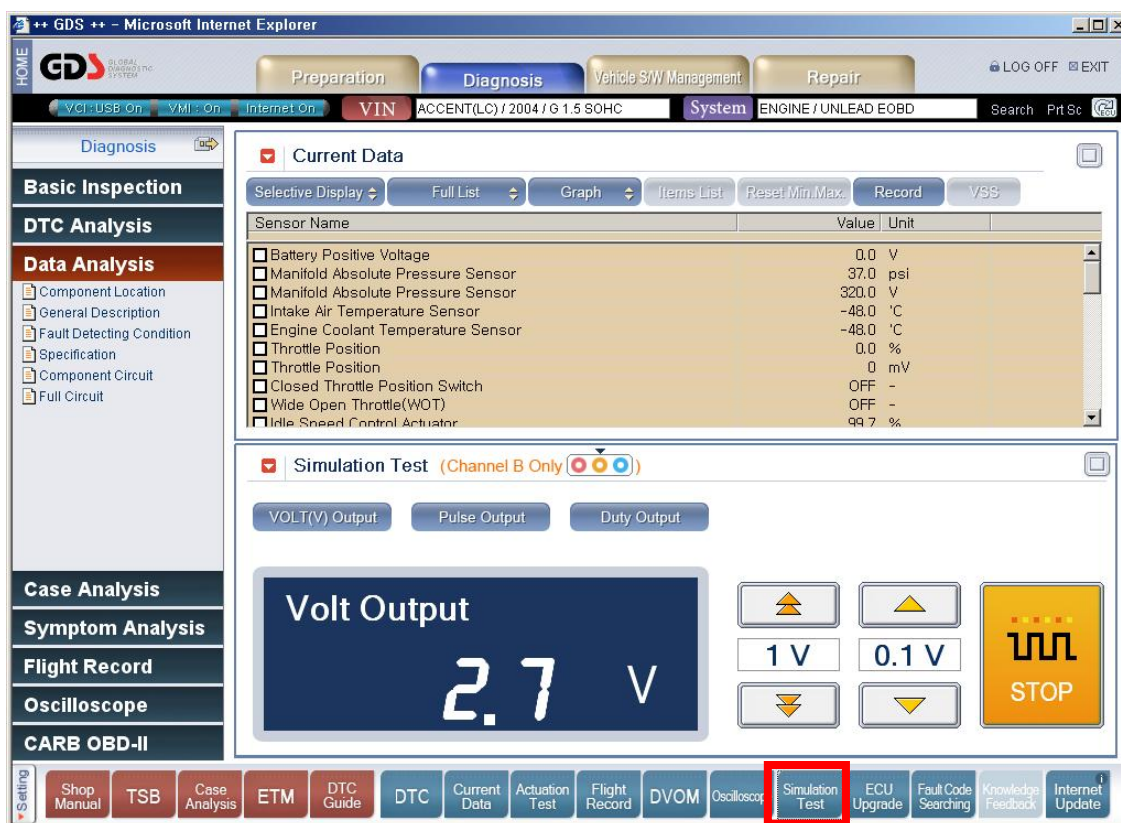 ++ GDS ++ - Microsoft Internet Explorer
HOME
GDS GLOBAL DIAGNOSTIC SYSTEM
Preparation Diagnosis Vehicle S/W Management Repair
LOG OFF EXIT
VCI : USB On VMI : On Internet On VIN ACCENT(LC) / 2004 / G 1.5 SOHC System ENGINE / UNLEAD EOBD Search Prt Sc ECU
Diagnosis
Basic Inspection
DTC Analysis
Data Analysis
Component Location
General Description
Fault Detecting Condition
Specification
Component Circuit
Full Circuit
Case Analysis
Symptom Analysis
Flight Record
Oscilloscope
CARB OBD-II
Current Data
Selective Display Full List Graph Items List Reset Min.Max. Record VSS
Sensor Name Value Unit
Battery Positive Voltage 0.0 V
Manifold Absolute Pressure Sensor 37.0 psi
Manifold Absolute Pressure Sensor 320.0 V
Intake Air Temperature Sensor -48.0 'C
Engine Coolant Temperature Sensor -48.0 'C
Throttle Position 0.0 %
Throttle Position 0 mV
Closed Throttle Position Switch OFF -
Wide Open Throttle(WOT) OFF -
Idle Speed Control Actuator 99.7 %
Simulation Test (Channel B Only )
VOLT(V) Output Pulse Output Duty Output
Volt Output
2.7 V
1 V 0.1 V
STOP
Setting
Shop Manual TSB Case Analysis ETM DTC Guide DTC Current Data Actuation Test Flight Record DVOM Oscilloscop Simulation Test ECU Upgrade Fault Code Searching Knowledge Feedback Internet Update